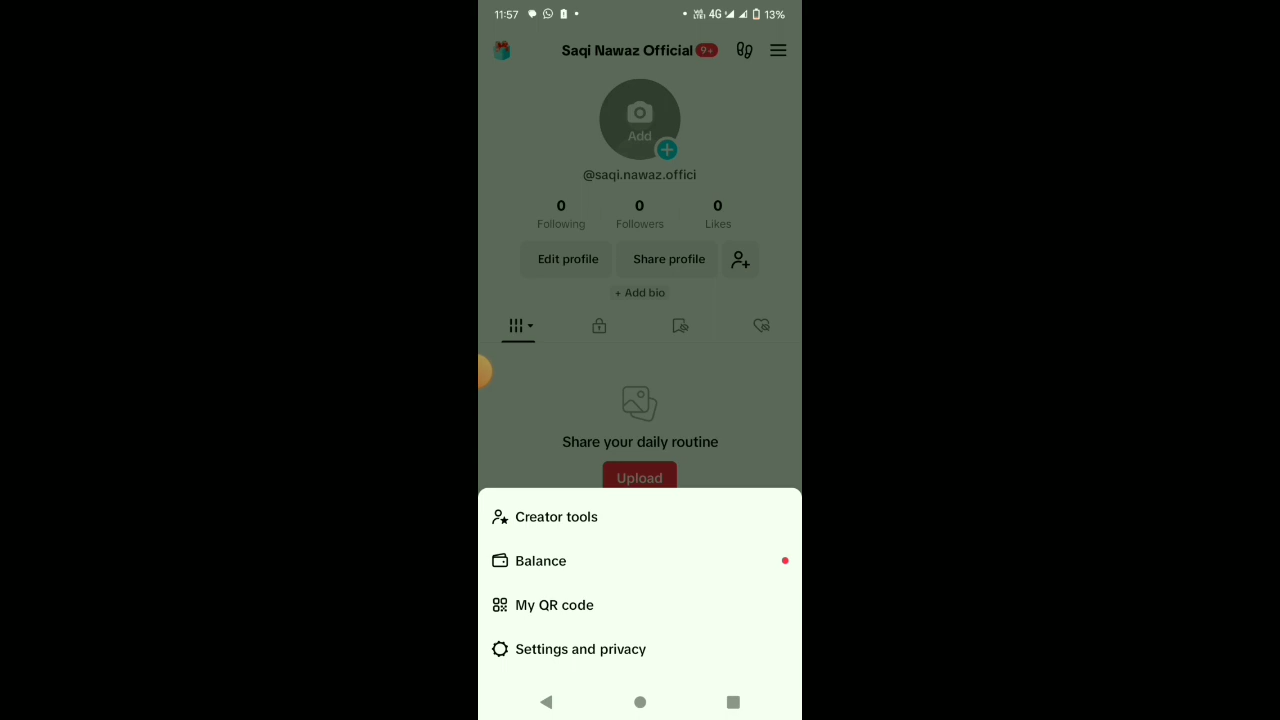 11:57 4G 13%
Saqi Nawaz Official 9+
Add
@saqi.nawaz.offici
0 0 0
Following Followers Likes
Edit profile Share profile
+ Add bio
Share your daily routine
Upload
Creator tools
Balance
My QR code
Settings and privacy